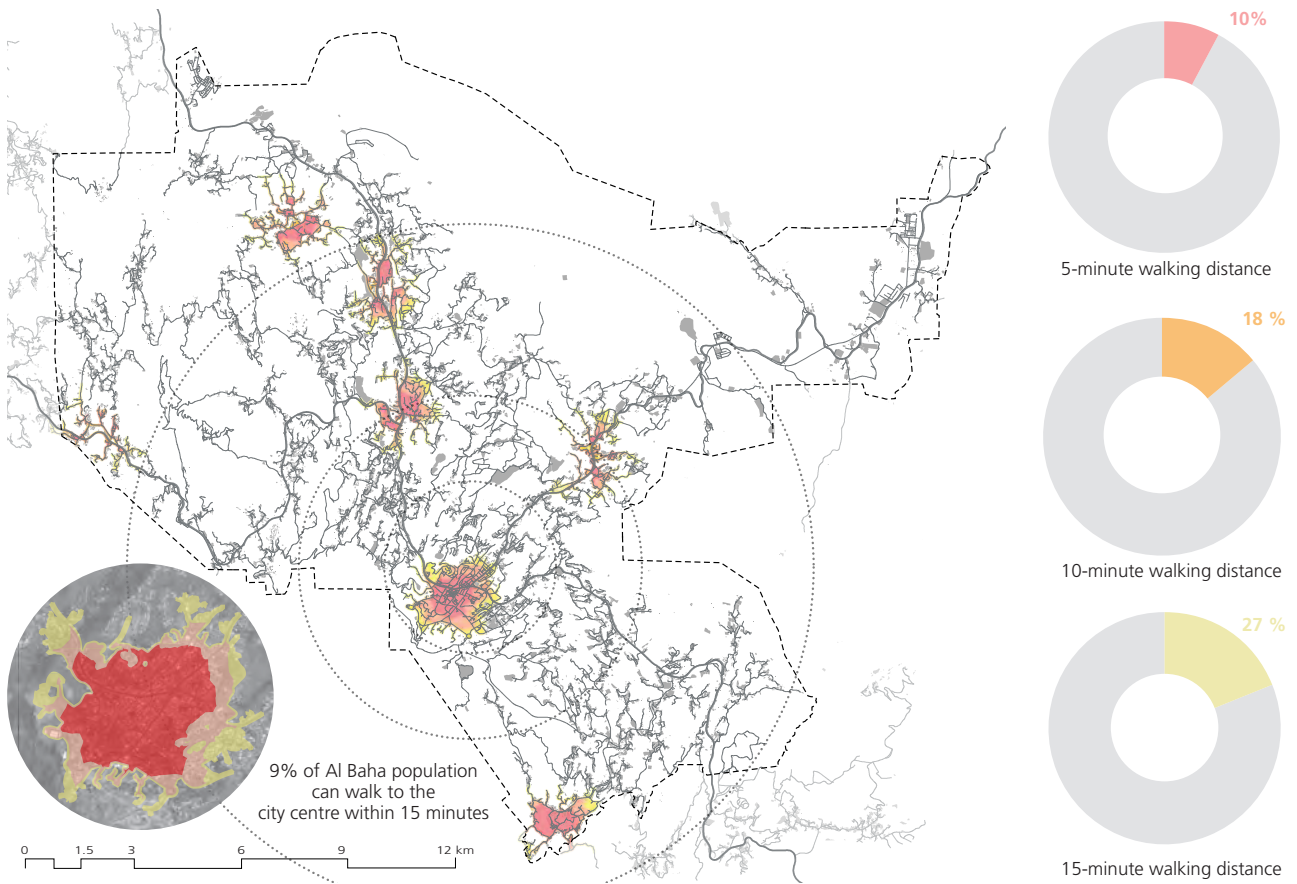 10%
5-minute walking distance
18 %
10-minute walking distance
27 %
15-minute walking distance
9% of Al Baha population
can walk to the
city centre within 15 minutes
0 1.5 3 6 9 12 km